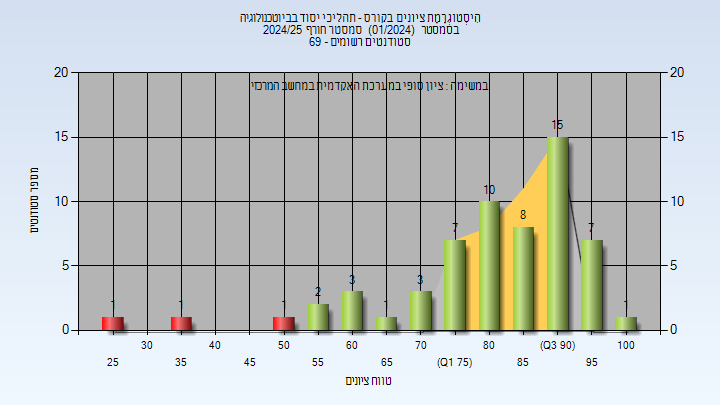 היסטוגרמת ציונים בקורס - תהליכי יסוד בביוטכנולוגיה
בסמסטר (01/2024) סמסטר חורף 2024/25
סטודנטים רשומים - 69
במשימה : ציון סופי במערכת האקדמית במחשב המרכזי
מספר סטודנטים
20 20
15 15
10 10
5 5
0 0
1 1 1 2 3 1 3 7 10 8 15 7 1
30 40 50 60 70 80 (Q3 90) 100
25 35 45 55 65 (Q1 75) 85 95
טווח ציונים